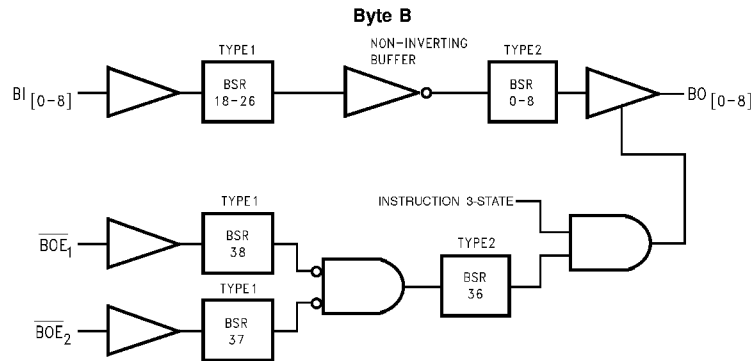 Byte B
NON-INVERTING
BUFFER
TYPE1
TYPE2
BI[0-8]
BSR
18-26
BSR
0-8
BO[0-8]
TYPE1
INSTRUCTION 3-STATE
BOE1
BSR
38
TYPE2
TYPE1
BSR
36
BOE2
BSR
37